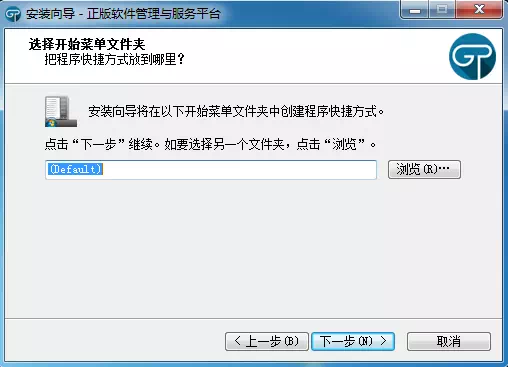 安装向导 - 正版软件管理与服务平台
选择开始菜单文件夹
把程序快捷方式放到哪里?
GP
安装向导将在以下开始菜单文件夹中创建程序快捷方式。
点击“下一步”继续。如要选择另一个文件夹，点击“浏览”。
(Default)
浏览(R)...
< 上一步(B)
下一步(N) >
取消